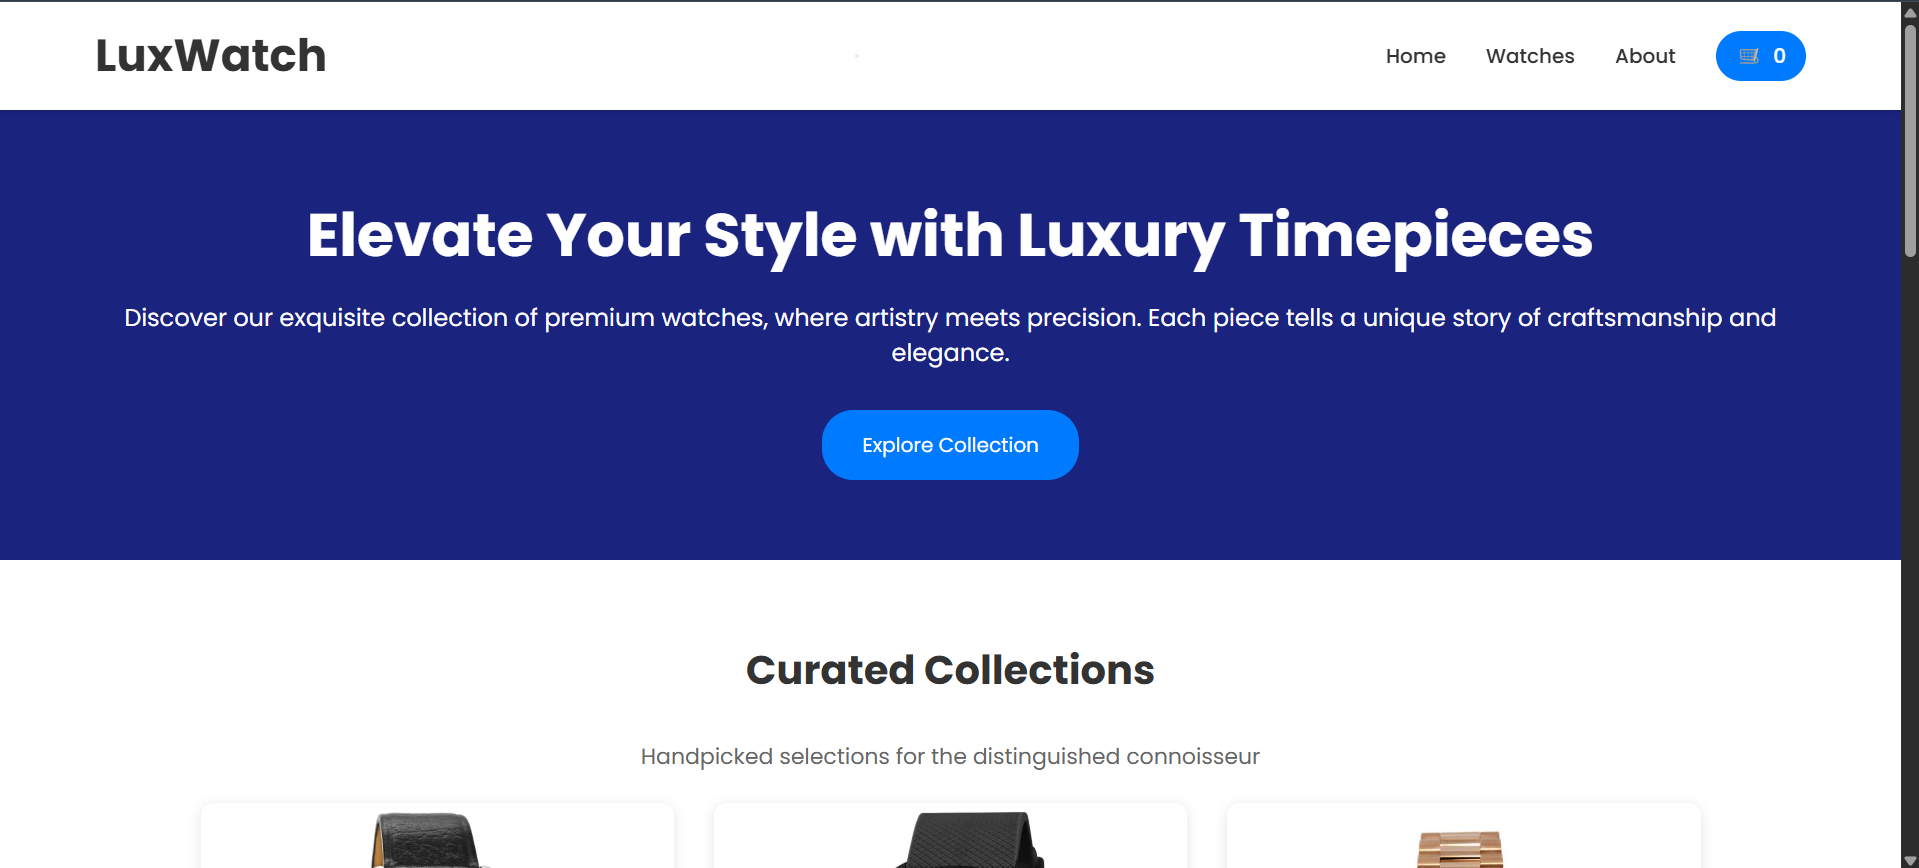 LuxWatch
Home
Watches
About
0
Elevate Your Style with Luxury Timepieces
Discover our exquisite collection of premium watches, where artistry meets precision. Each piece tells a unique story of craftsmanship and
elegance.
Explore Collection
Curated Collections
Handpicked selections for the distinguished connoisseur